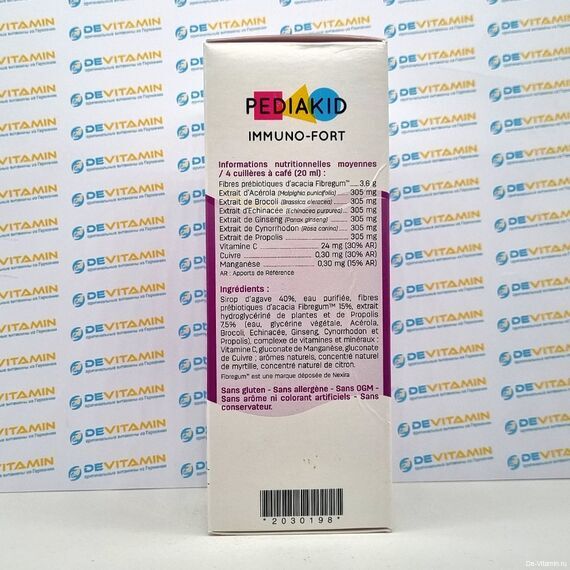 PEDIAKID
IMMUNO-FORT
Informations nutritionnelles moyennes
/ 4 cuillères à café (20 ml) :
Fibres prébiotiques d'acacia Fibregum™ 3,6 g
Extrait d'Acérola (Malpighia punicifolia) 305 mg
Extrait de Brocoli (Brassica oleracea) 305 mg
Extrait d'Echinacée (Echinacea purpurea) 305 mg
Extrait de Ginseng (Panax ginseng) 305 mg
Extrait de Cynorrhodon (Rosa canina) 305 mg
Extrait de Propolis 305 mg
Vitamine C 24 mg (30% AR)
Cuivre 0,30 mg (30% AR)
Manganèse 0,30 mg (15% AR)
AR : Apports de Référence
Ingrédients :
Sirop d'agave 40%, eau purifiée, fibres
prébiotiques d'acacia Fibregum™ 15%, extrait
hydroglycériné de plantes et de Propolis
7,5% (eau, glycérine végétale, Acérola,
Brocoli, Echinacée, Ginseng, Cynorrhodon et
Propolis), complexe de vitamines et minéraux :
Vitamine C, gluconate de Manganèse, gluconate
de Cuivre ; arômes naturels, concentré naturel
de myrtille, concentré naturel de citron.
Fibregum™ est une marque déposée de Nexira
Sans gluten - Sans allergène - Sans OGM -
Sans arôme ni colorant artificiels - Sans
conservateur.
*2030198*
DEVITAMIN
оригинальные витамины из Германии
De-Vitamin.ru